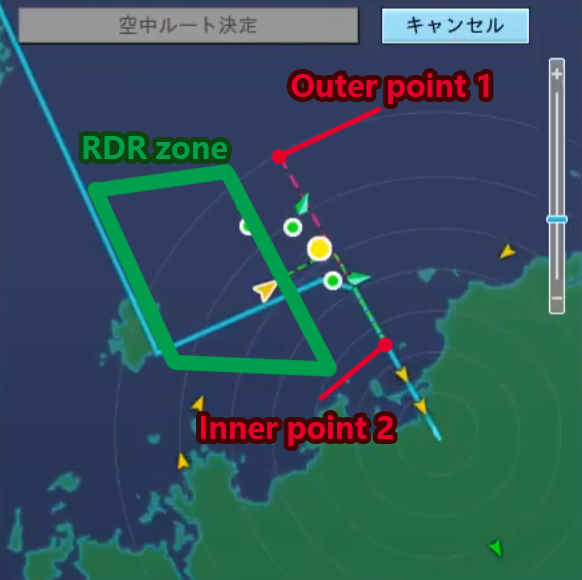 空中ルート決定
キャンセル
Outer point 1
RDR zone
Inner point 2
+
-